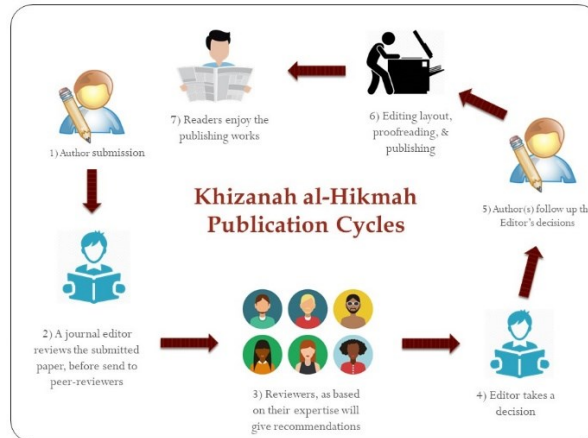 Khizanah al-Hikmah
Publication Cycles
1) Author submission
2) A journal editor
reviews the submitted
paper, before send to
peer-reviewers
3) Reviewers, as based
on their expertise will
give recommendations
4) Editor takes a
decision
5) Author(s) follow up th
Editor's decisions
6) Editing layout,
proofreading, &
publishing
7) Readers enjoy the
publishing works